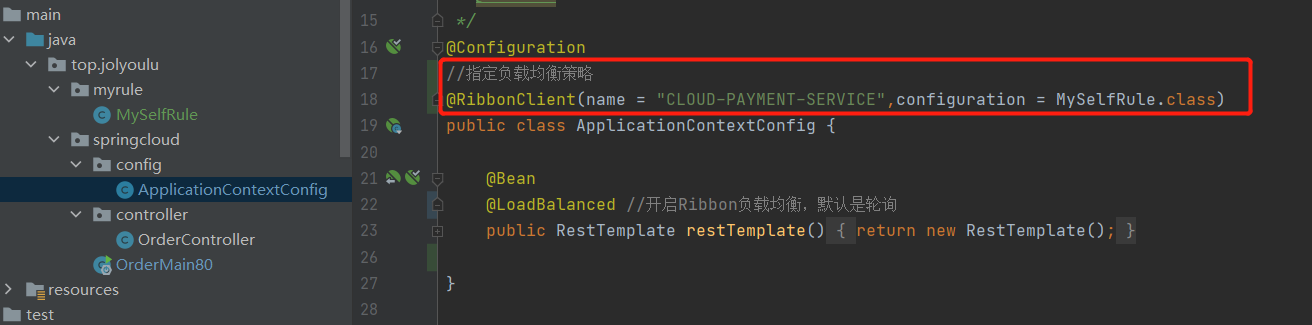 main
java
top.jolyoulu
myrule
MySelfRule
springcloud
config
ApplicationContextConfig
controller
OrderController
OrderMain80
resources
test
15 */
16 @Configuration
17 //指定负载均衡策略
18 @RibbonClient(name = "CLOUD-PAYMENT-SERVICE",configuration = MySelfRule.class)
19 public class ApplicationContextConfig {
20
21 @Bean
22 @LoadBalanced //开启Ribbon负载均衡，默认是轮询
23 public RestTemplate restTemplate() { return new RestTemplate(); }
26
27 }
28